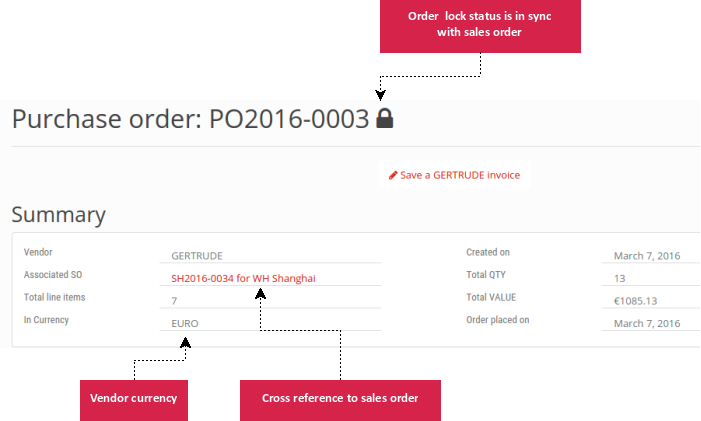 Order lock status is in sync
with sales order
Purchase order: PO2016-0003
Save a GERTRUDE invoice
Summary
Vendor GERTRUDE Created on March 7, 2016
Associated SO SH2016-0034 for WH Shanghai Total QTY 13
Total line items 7 Total VALUE €1085.13
In Currency EURO Order placed on March 7, 2016
Vendor currency Cross reference to sales order